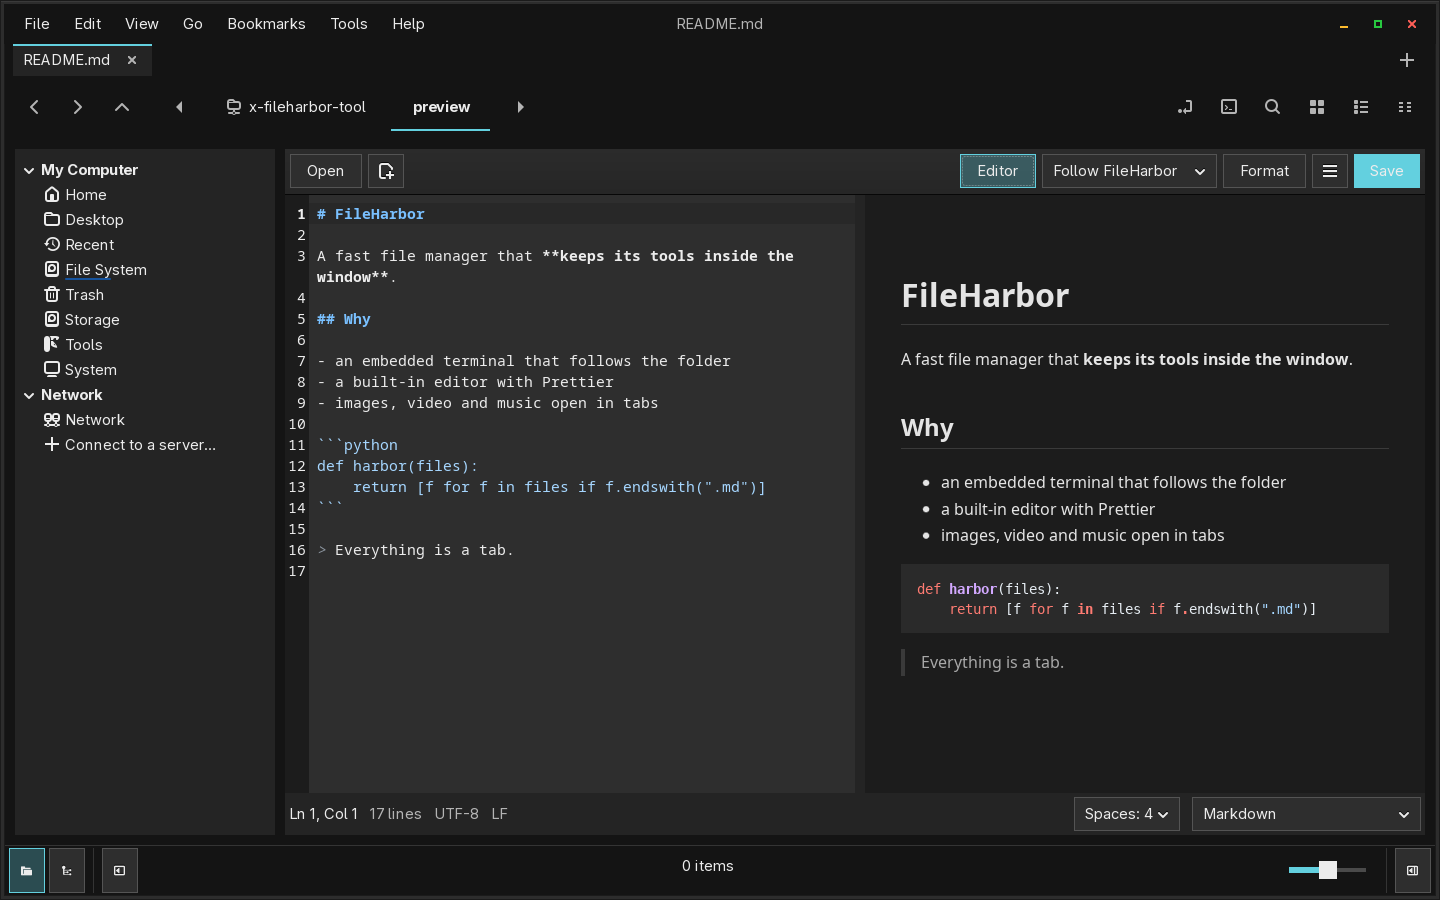 File Edit View Go Bookmarks Tools Help
README.md
README.md
x-fileharbor-tool preview
My Computer
Home
Desktop
Recent
File System
Trash
Storage
Tools
System
Network
Network
Connect to a server...
Open Editor Follow FileHarbor Format Save
1 # FileHarbor
2
3 A fast file manager that **keeps its tools inside the
window**.
4
5 ## Why
6
7 - an embedded terminal that follows the folder
8 - a built-in editor with Prettier
9 - images, video and music open in tabs
10
11 ```python
12 def harbor(files):
13     return [f for f in files if f.endswith(".md")]
14 ```
15
16 > Everything is a tab.
17
FileHarbor
A fast file manager that keeps its tools inside the window.
Why
• an embedded terminal that follows the folder
• a built-in editor with Prettier
• images, video and music open in tabs
def harbor(files):
    return [f for f in files if f.endswith(".md")]
Everything is a tab.
Ln 1, Col 1 17 lines UTF-8 LF Spaces: 4 Markdown
0 items